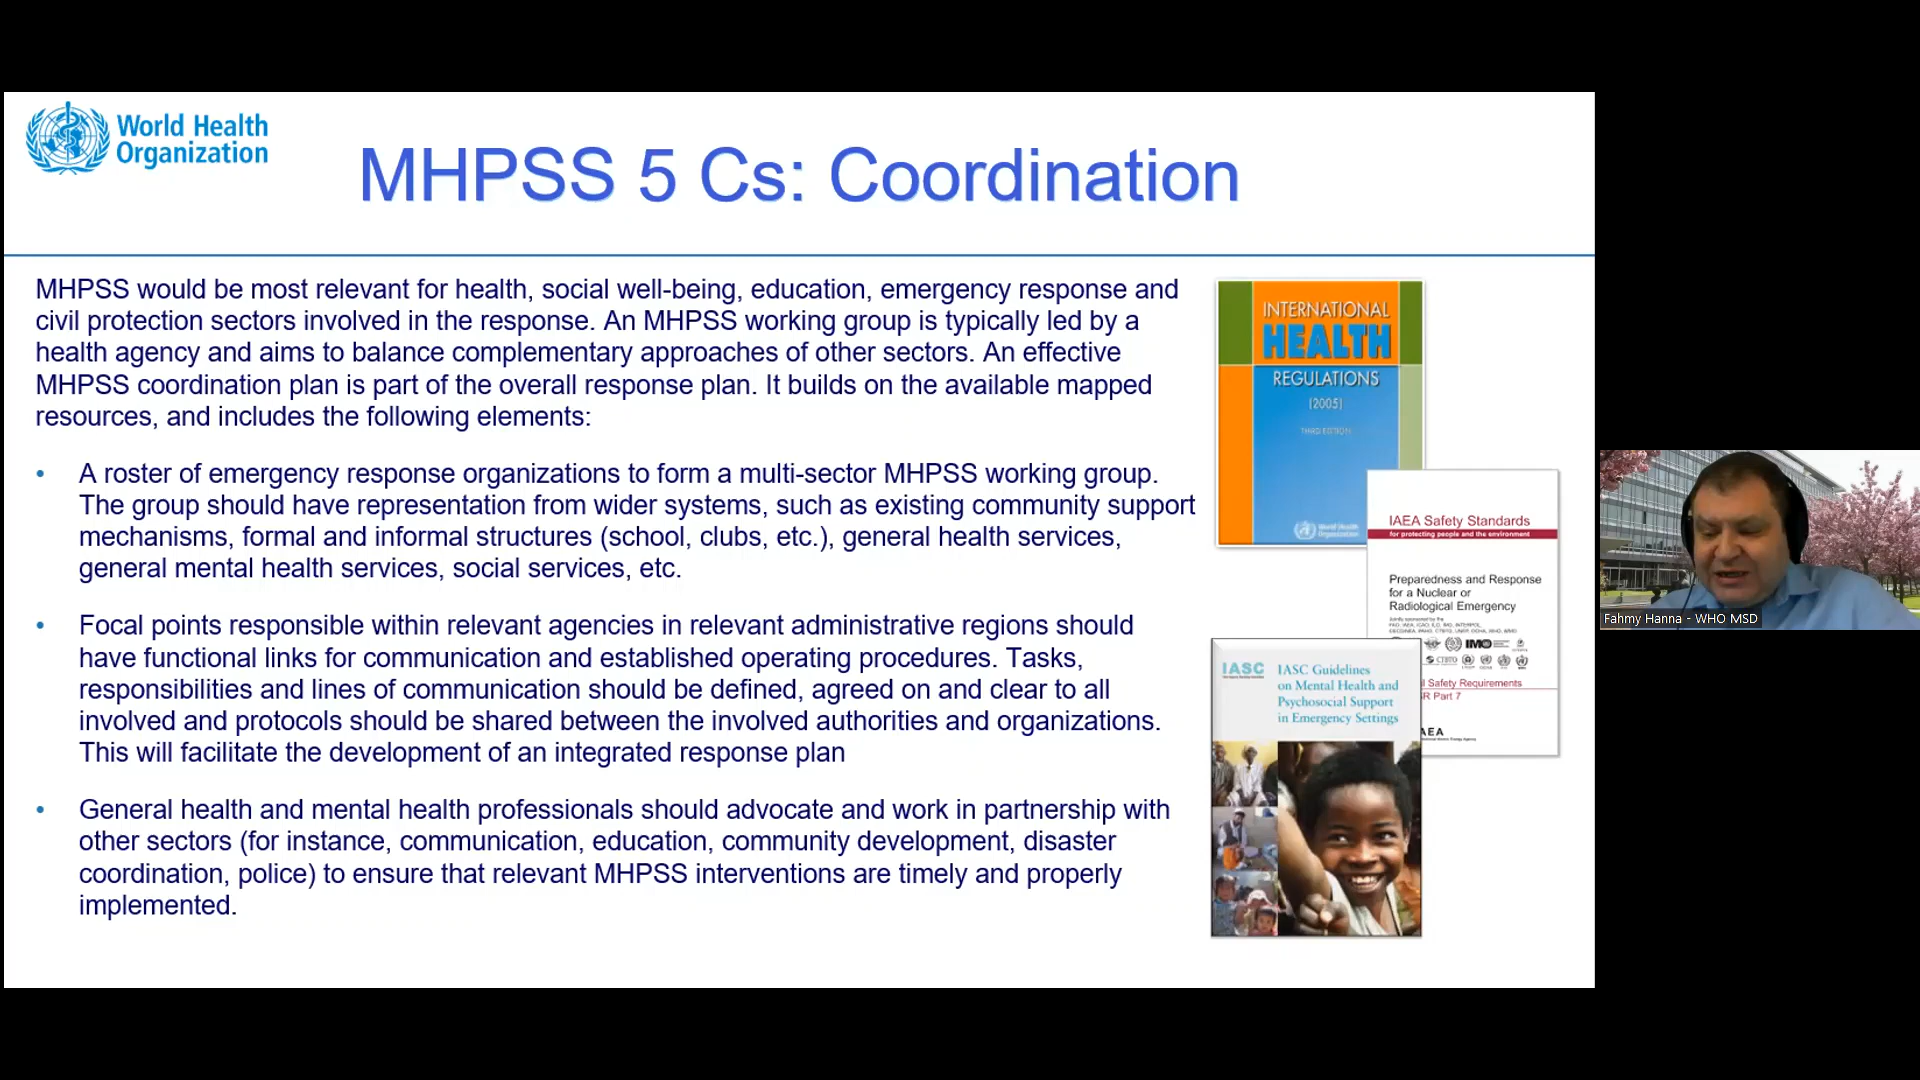 World Health
Organization
MHPSS 5 Cs: Coordination
MHPSS would be most relevant for health, social well-being, education, emergency response and
civil protection sectors involved in the response. An MHPSS working group is typically led by a
health agency and aims to balance complementary approaches of other sectors. An effective
MHPSS coordination plan is part of the overall response plan. It builds on the available mapped
resources, and includes the following elements:
• A roster of emergency response organizations to form a multi-sector MHPSS working group.
The group should have representation from wider systems, such as existing community support
mechanisms, formal and informal structures (school, clubs, etc.), general health services,
general mental health services, social services, etc.
• Focal points responsible within relevant agencies in relevant administrative regions should
have functional links for communication and established operating procedures. Tasks,
responsibilities and lines of communication should be defined, agreed on and clear to all
involved and protocols should be shared between the involved authorities and organizations.
This will facilitate the development of an integrated response plan
• General health and mental health professionals should advocate and work in partnership with
other sectors (for instance, communication, education, community development, disaster
coordination, police) to ensure that relevant MHPSS interventions are timely and properly
implemented.
INTERNATIONAL
HEALTH
REGULATIONS
(2005)
THIRD EDITION
World Health
Organization
IAEA Safety Standards
for protecting people and the environment
Preparedness and Response
for a Nuclear or
Radiological Emergency
Jointly sponsored by the
IMO
CTBTO
l Safety Requirements
SR Part 7
AEA
IASC
IASC Guidelines
on Mental Health and
Psychosocial Support
in Emergency Settings
Fahmy Hanna - WHO MSD